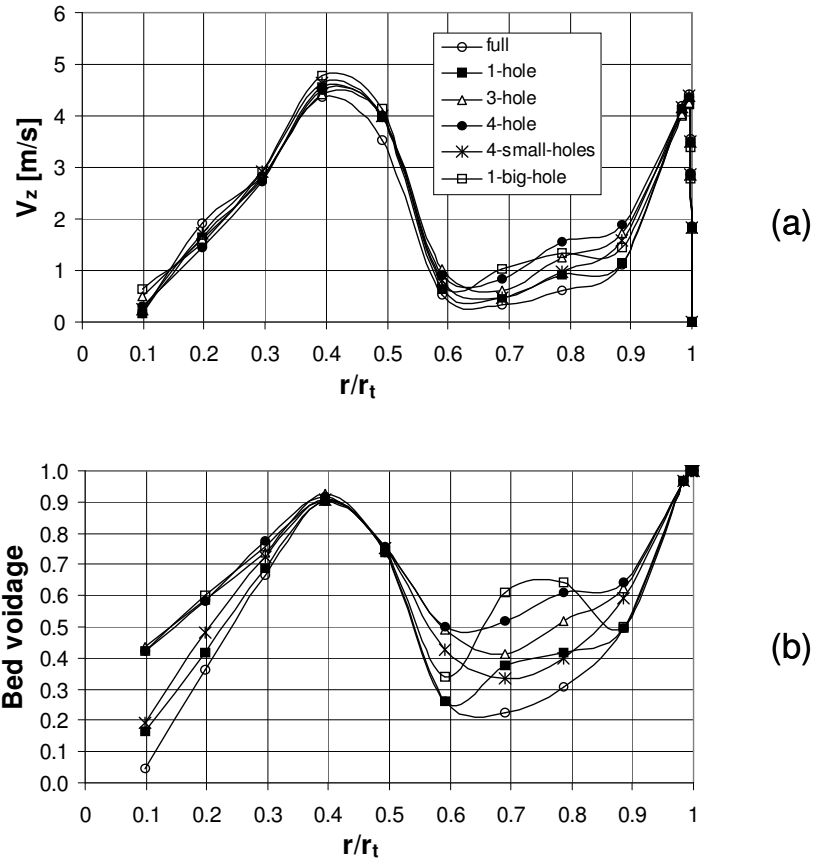 6
5
4
3
2
1
0
V_z [m/s]
full
1-hole
3-hole
4-hole
4-small-holes
1-big-hole
(a)
0 0.1 0.2 0.3 0.4 0.5 0.6 0.7 0.8 0.9 1
r/r_t
1.0
0.9
0.8
0.7
0.6
0.5
0.4
0.3
0.2
0.1
0.0
Bed voidage
(b)
0 0.1 0.2 0.3 0.4 0.5 0.6 0.7 0.8 0.9 1
r/r_t